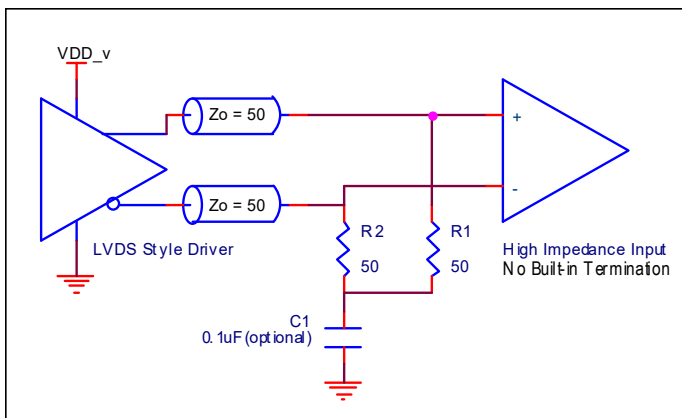 VDD_v
Zo = 50
+
Zo = 50
-
LVDS Style Driver
R2
R1
50
50
High Impedance Input
No Built-in Termination
C1
0.1uF(optional)